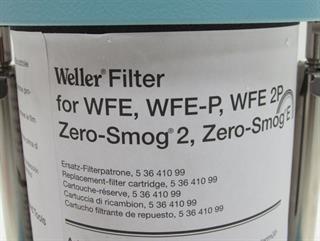 Weller® Filter
for WFE, WFE-P, WFE 2P
Zero-Smog® 2, Zero-Smog E
Ersatz-Filterpatrone, 5 36 410 99
Replacement-filter cartridge, 5 36 410 99
Cartouche-réserve, 5 36 410 99
Cartuccia di ricambio, 5 36 410 99
Cartucho filtrante de repuesto, 5 36 410 99